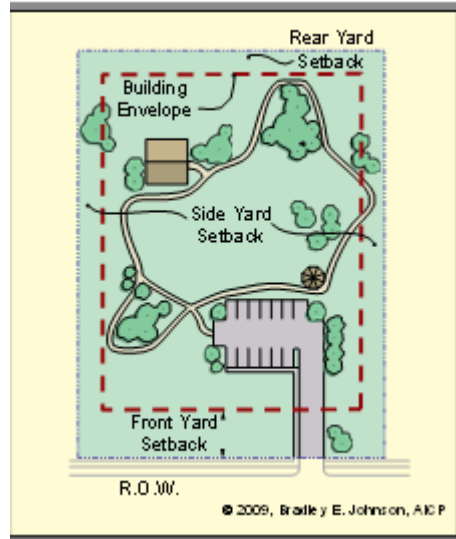 Rear Yard
Setback
Building
Envelope
Side Yard
Setback
Front Yard
Setback
R.O.W.
© 2009, Bradley E. Johnson, AICP